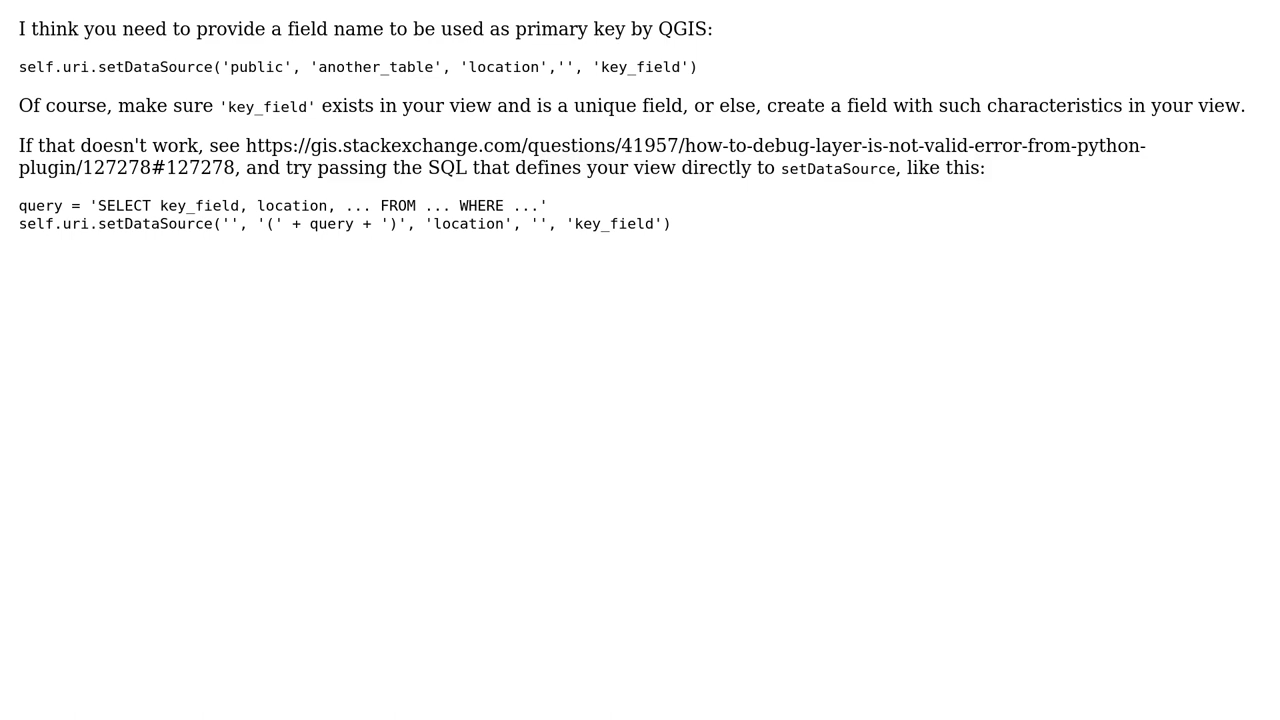 I think you need to provide a field name to be used as primary key by QGIS:
self.uri.setDataSource('public', 'another_table', 'location','', 'key_field')
Of course, make sure 'key_field' exists in your view and is a unique field, or else, create a field with such characteristics in your view.
If that doesn't work, see https://gis.stackexchange.com/questions/41957/how-to-debug-layer-is-not-valid-error-from-python-
plugin/127278#127278, and try passing the SQL that defines your view directly to setDataSource, like this:
query = 'SELECT key_field, location, ... FROM ... WHERE ...'
self.uri.setDataSource('', '(' + query + ')', 'location', '', 'key_field')